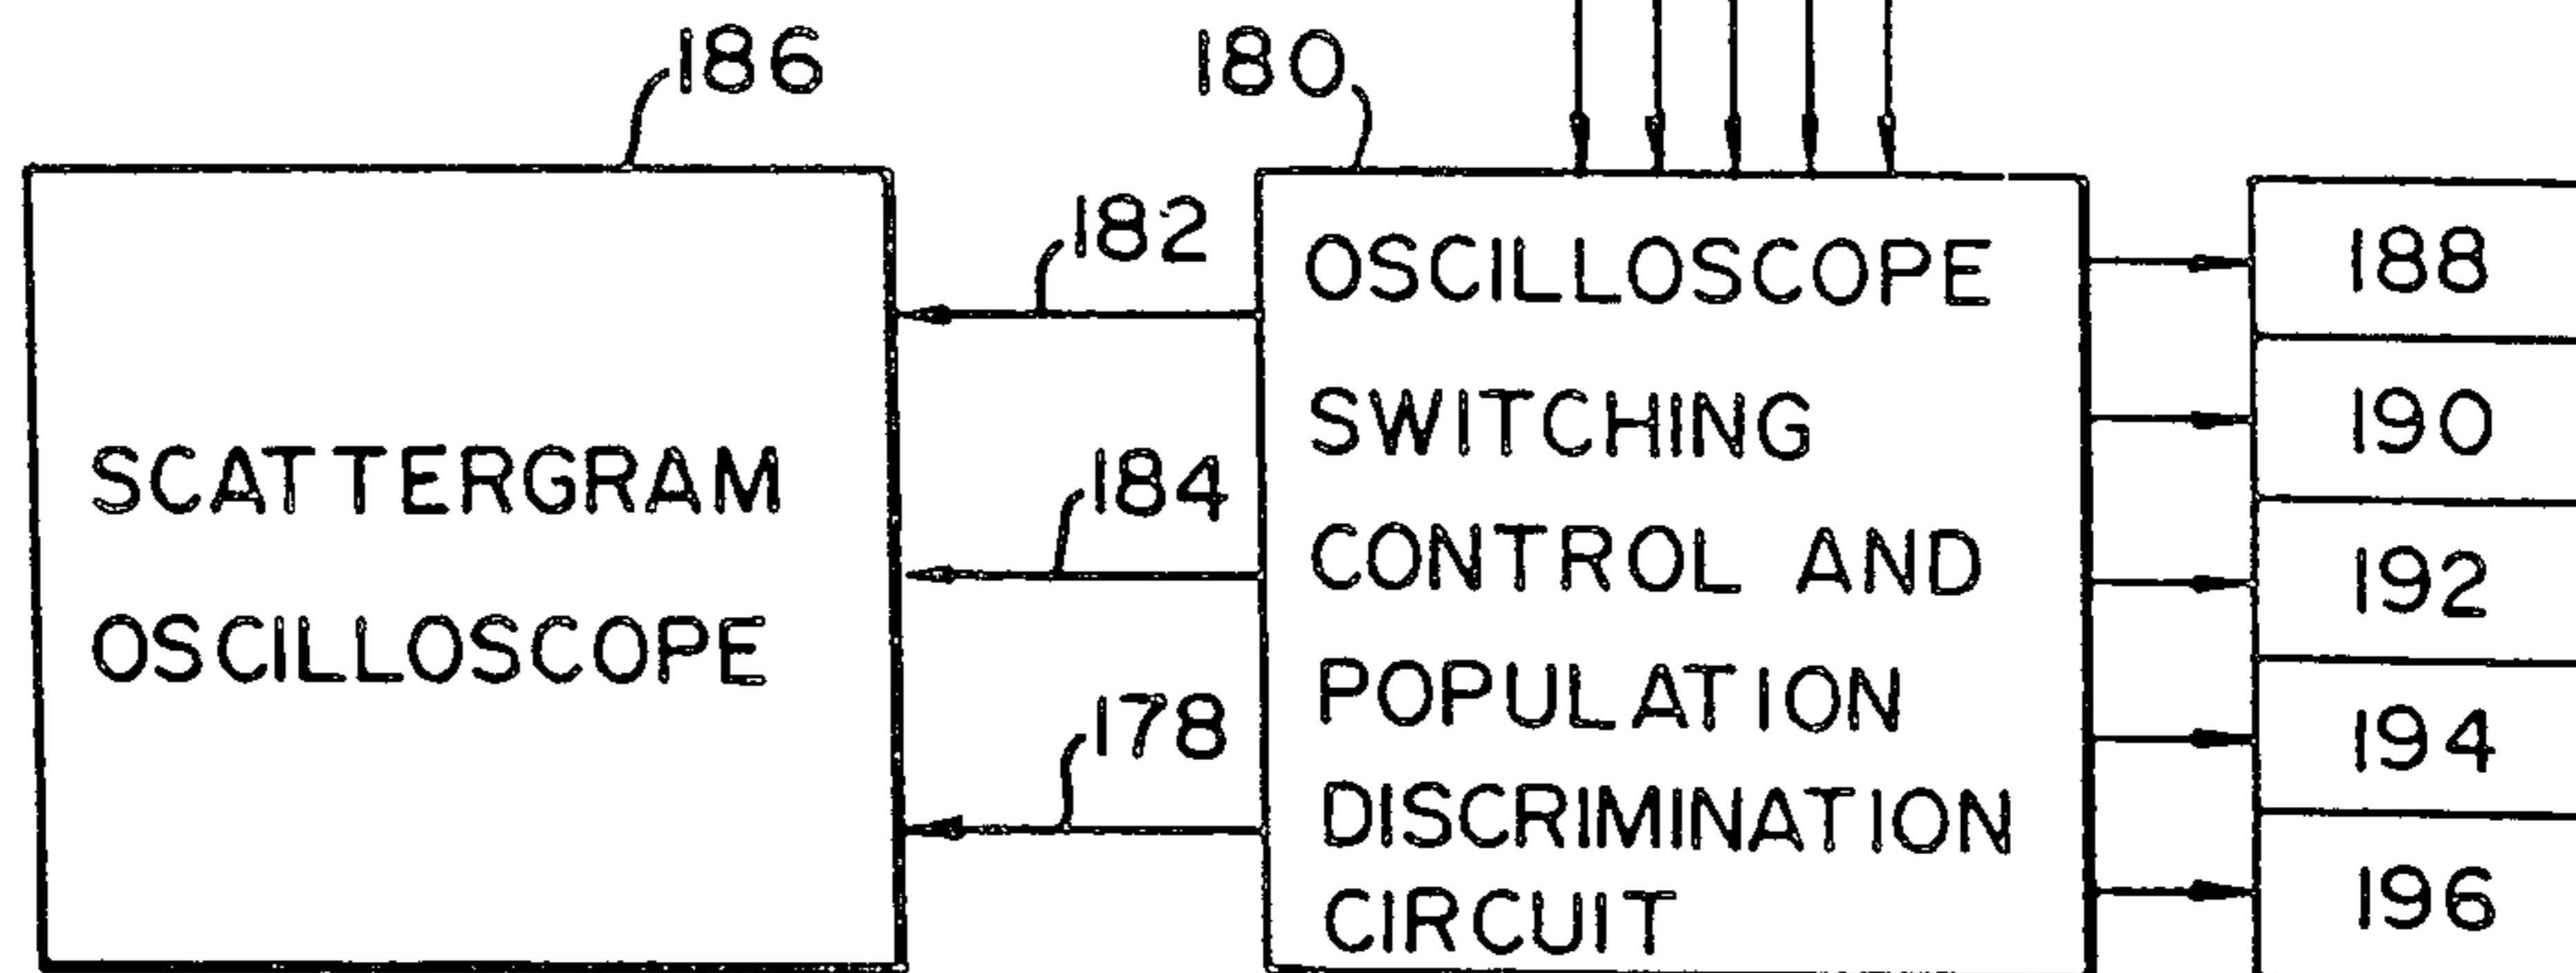 186
180
182
184
178
SCATTERGRAM
OSCILLOSCOPE
OSCILLOSCOPE
SWITCHING
CONTROL AND
POPULATION
DISCRIMINATION
CIRCUIT
188
190
192
194
196